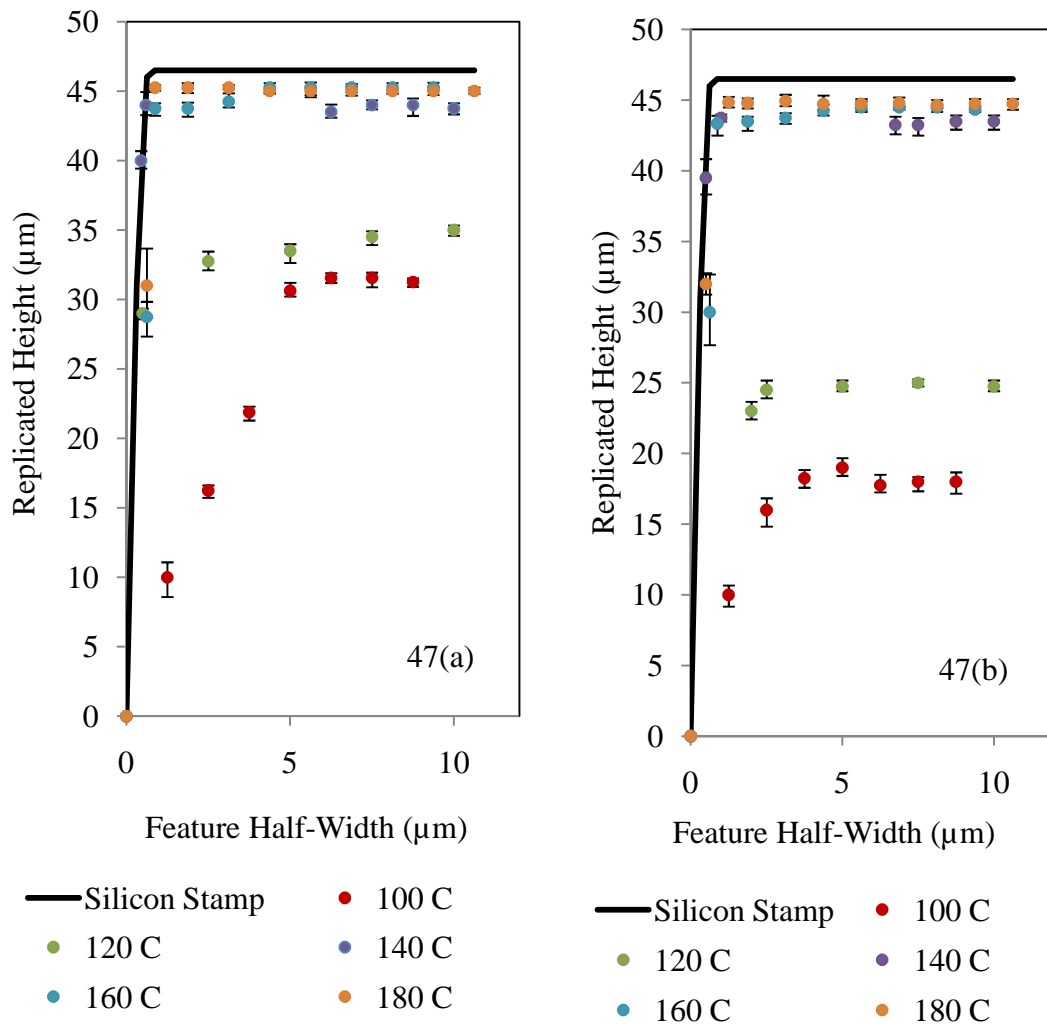 50
45
40
35
30
25
20
15
10
5
0
Replicated Height (µm)
47(a)
0 5 10
Feature Half-Width (µm)
Silicon Stamp 100 C
120 C 140 C
160 C 180 C
50
45
40
35
30
25
20
15
10
5
0
Replicated Height (µm)
47(b)
0 5 10
Feature Half-Width (µm)
Silicon Stamp 100 C
120 C 140 C
160 C 180 C